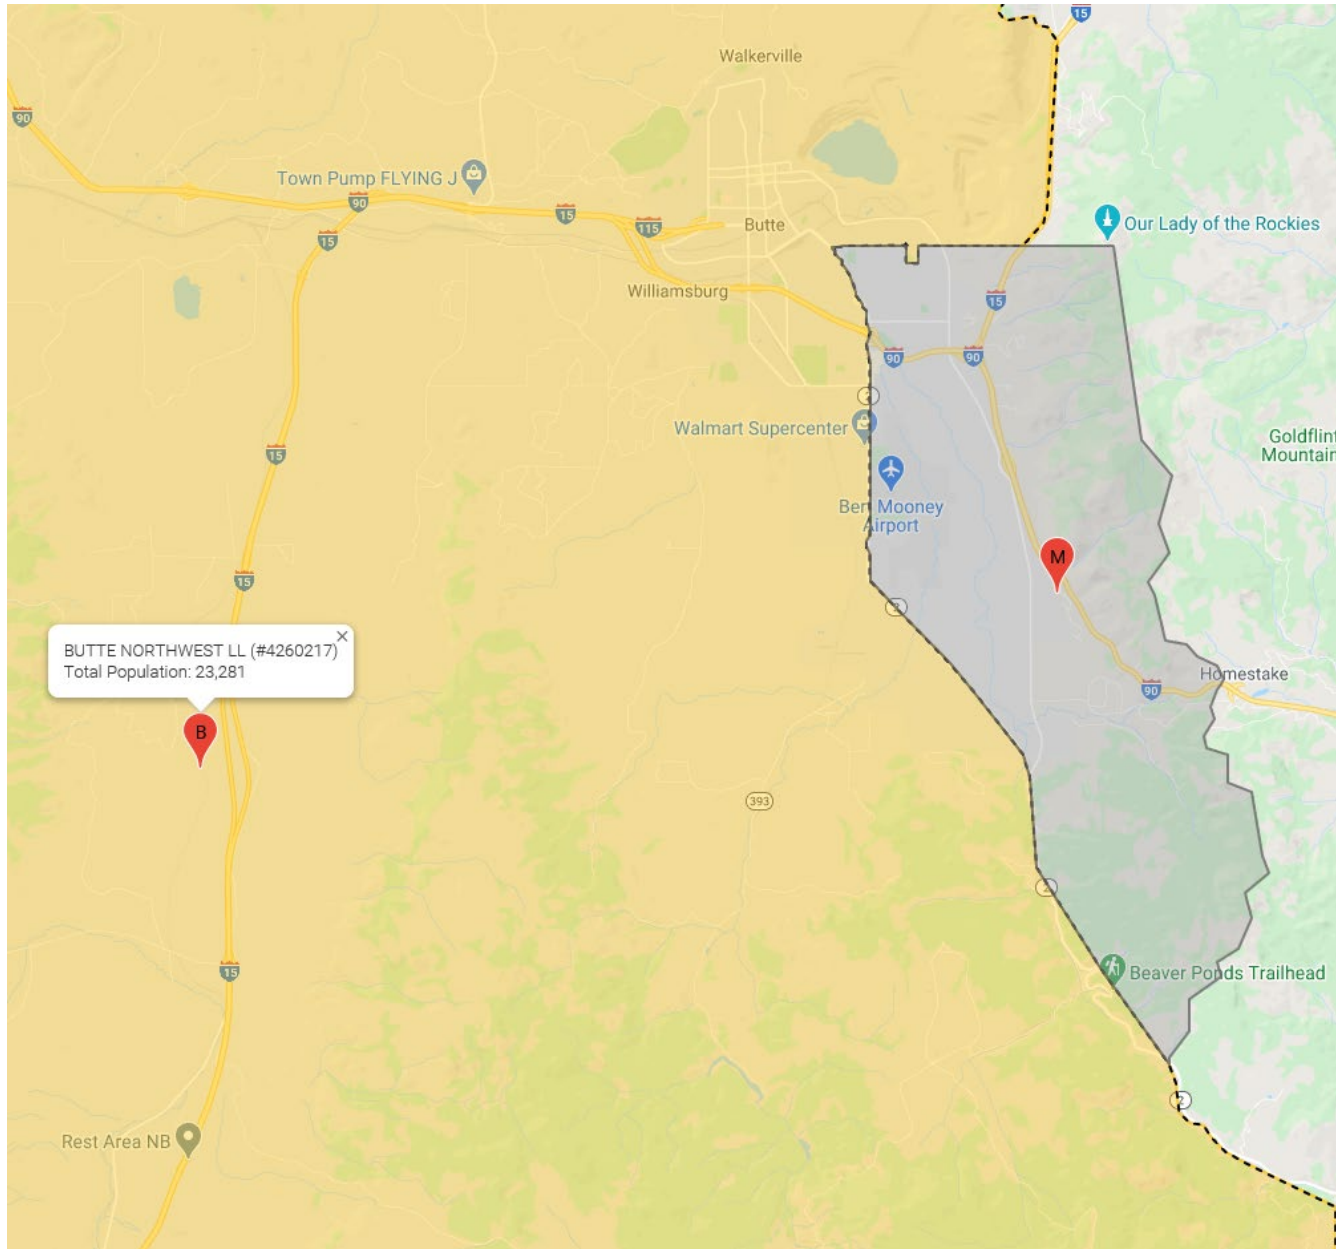 15
Walkerville
90
Town Pump FLYING J
90
15
115
Butte
Our Lady of the Rockies
15
Williamsburg
15
90
90
2
Walmart Supercenter
Goldflint
Mountain
15
Bert Mooney
Airport
M
15
2
BUTTE NORTHWEST LL (#4260217)
Total Population: 23,281
Homestake
90
B
393
2
15
Beaver Ponds Trailhead
2
Rest Area NB